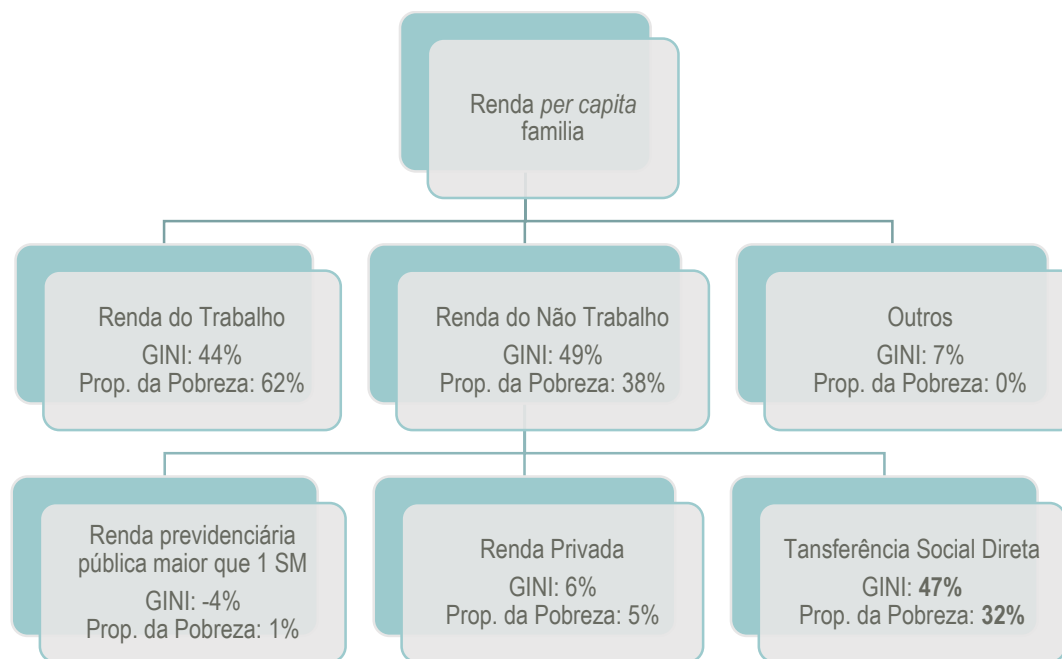 Renda per capita
familia
Renda do Trabalho
GINI: 44%
Prop. da Pobreza: 62%
Renda do Não Trabalho
GINI: 49%
Prop. da Pobreza: 38%
Outros
GINI: 7%
Prop. da Pobreza: 0%
Renda previdenciária
pública maior que 1 SM
GINI: -4%
Prop. da Pobreza: 1%
Renda Privada
GINI: 6%
Prop. da Pobreza: 5%
Tansferência Social Direta
GINI: 47%
Prop. da Pobreza: 32%